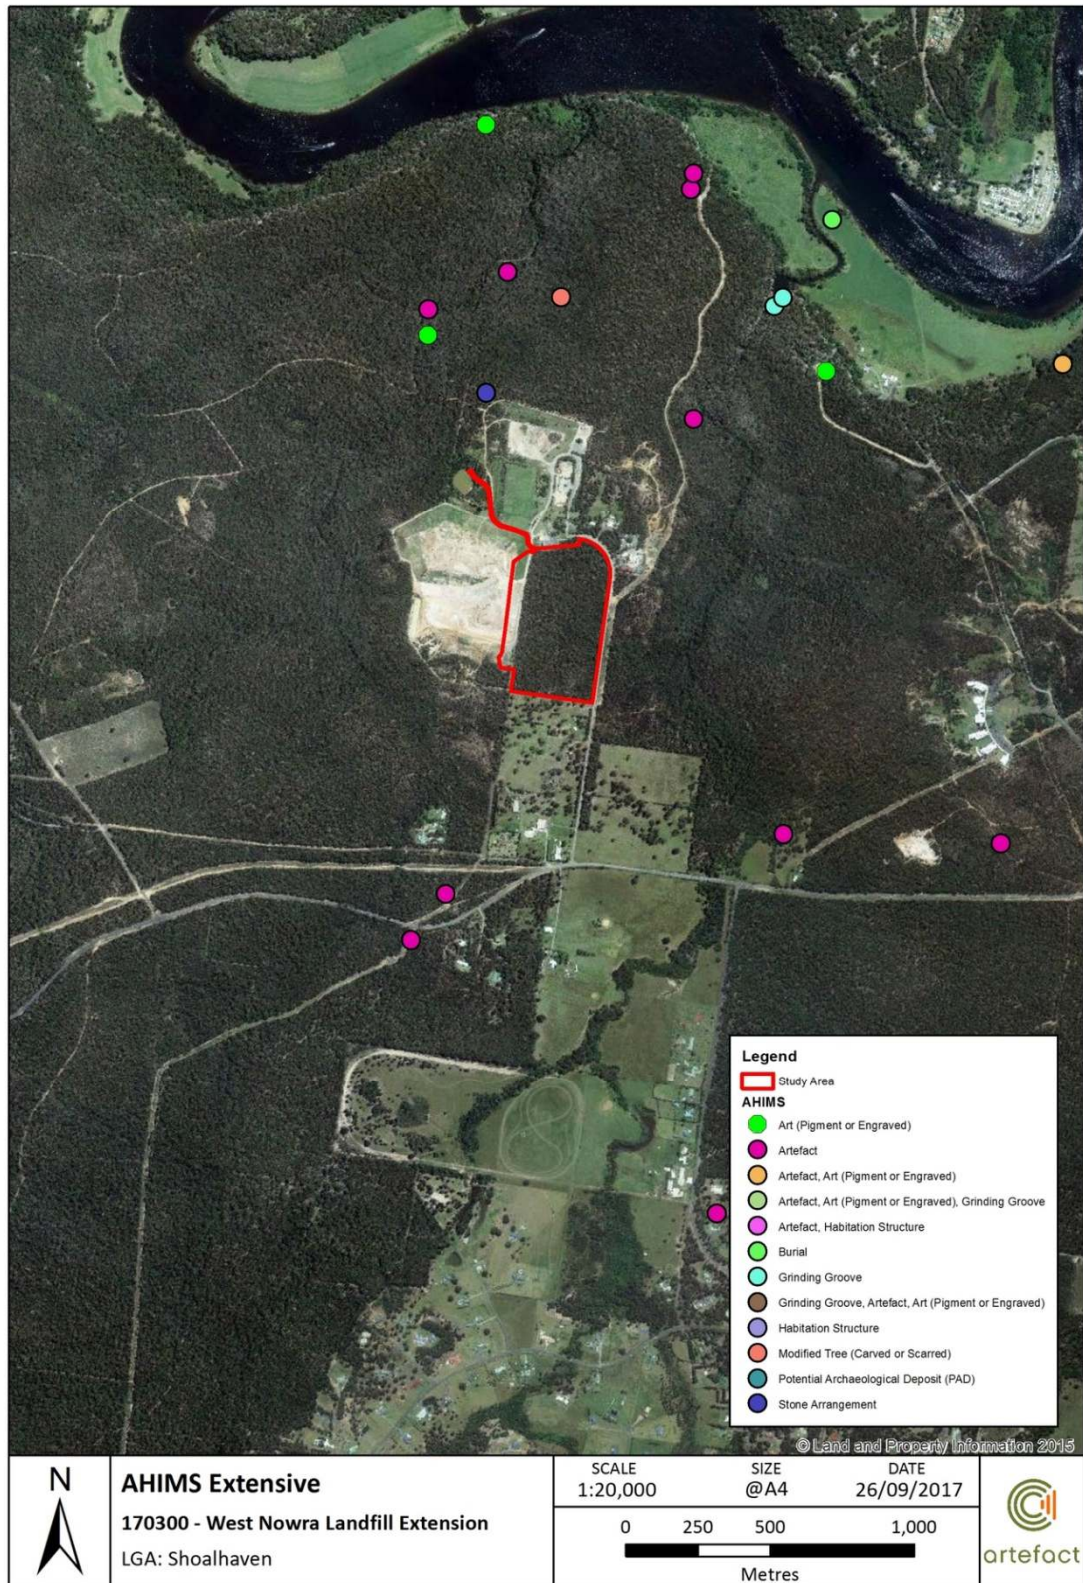 Legend
Study Area
AHIMS
Art (Pigment or Engraved)
Artefact
Artefact, Art (Pigment or Engraved)
Artefact, Art (Pigment or Engraved), Grinding Groove
Artefact, Habitation Structure
Burial
Grinding Groove
Grinding Groove, Artefact, Art (Pigment or Engraved)
Habitation Structure
Modified Tree (Carved or Scarred)
Potential Archaeological Deposit (PAD)
Stone Arrangement
© Land and Property Information 2015
N
AHIMS Extensive
170300 - West Nowra Landfill Extension
LGA: Shoalhaven
SCALE SIZE DATE
1:20,000 @A4 26/09/2017
0 250 500 1,000
Metres
artefact